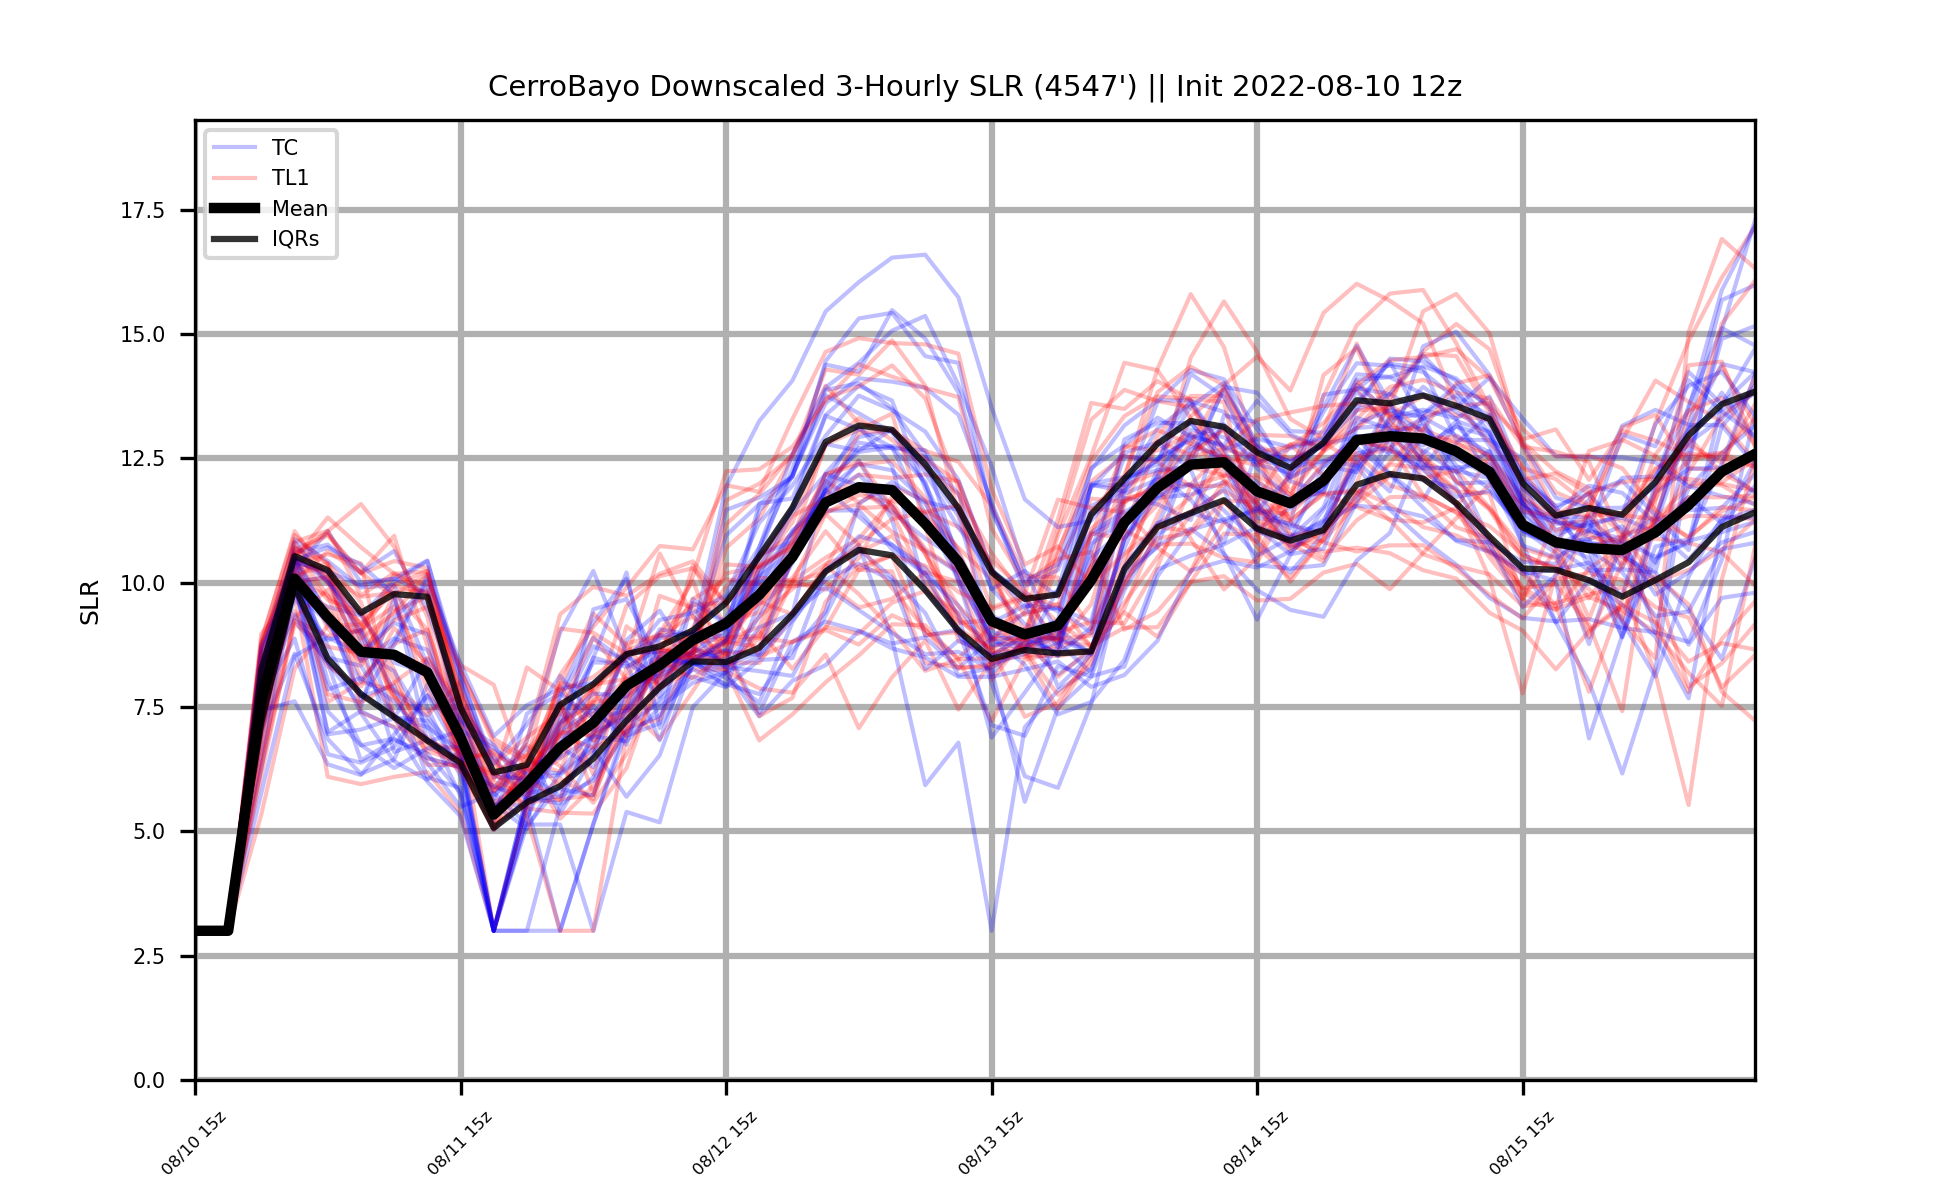 CerroBayo Downscaled 3-Hourly SLR (4547') || Init 2022-08-10 12z
TC
TL1
Mean
IQRs
SLR
17.5
15.0
12.5
10.0
7.5
5.0
2.5
0.0
08/10 15z
08/11 15z
08/12 15z
08/13 15z
08/14 15z
08/15 15z